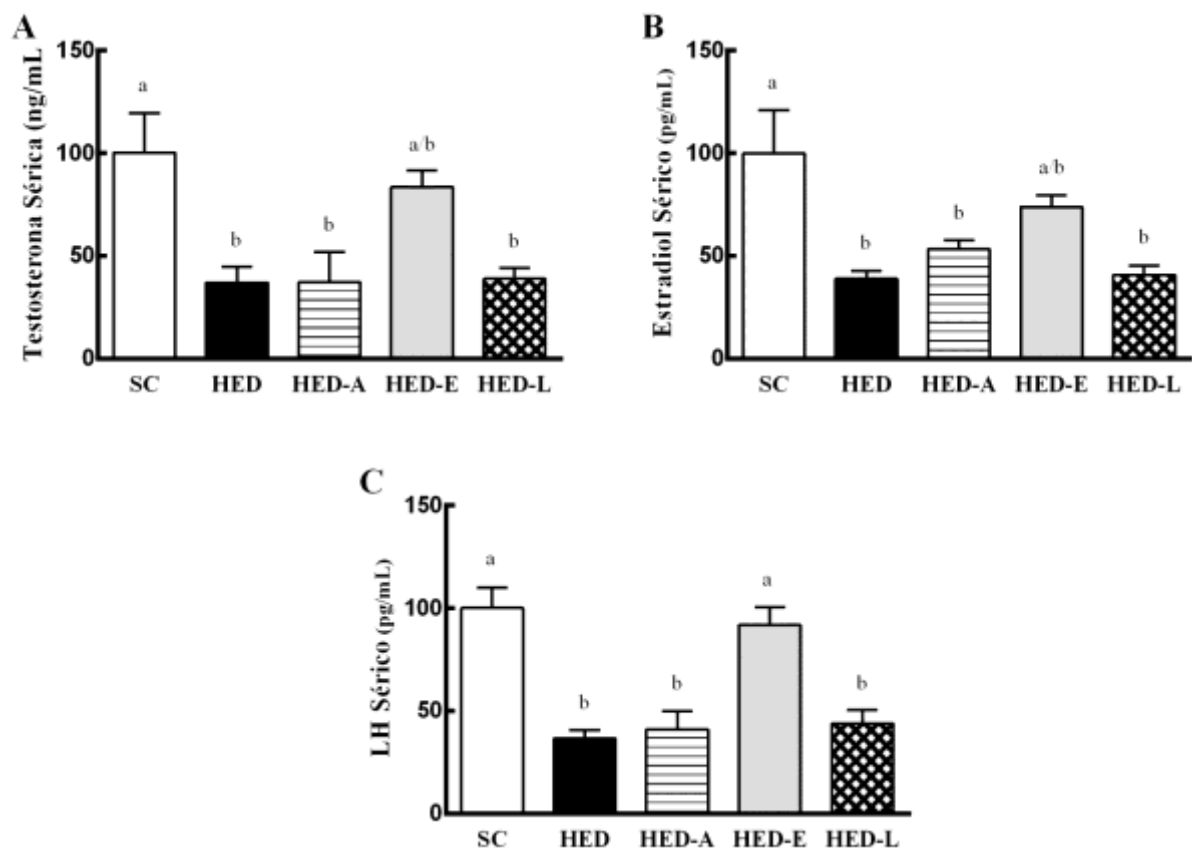 A
Testosterona Sérica (ng/mL
150
100
50
0
a
b
b
a/b
b
SC HED HED-A HED-E HED-L
B
Estradiol Sérico (pg/mL)
150
100
50
0
a
b
b
a/b
b
SC HED HED-A HED-E HED-L
C
LH Sérico (pg/mL)
150
100
50
0
a
b
b
a
b
SC HED HED-A HED-E HED-L